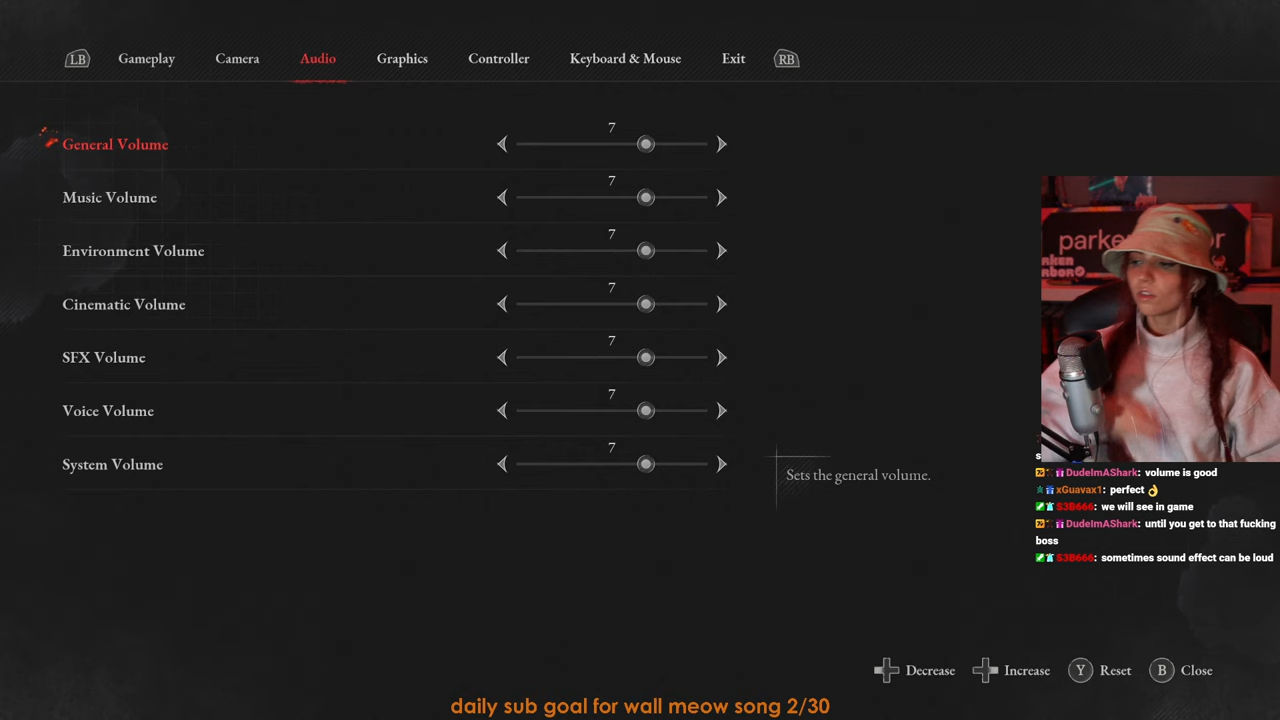 LB Gameplay Camera Audio Graphics Controller Keyboard & Mouse Exit RB
General Volume 7
Music Volume 7
Environment Volume 7
Cinematic Volume 7
SFX Volume 7
Voice Volume 7
System Volume 7
Sets the general volume.
parke
DudeImAShark: volume is good
xGuavax1: perfect 👌
S3B666: we will see in game
DudeImAShark: until you get to that fucking
boss
S3B666: sometimes sound effect can be loud
Decrease Increase Y Reset B Close
daily sub goal for wall meow song 2/30